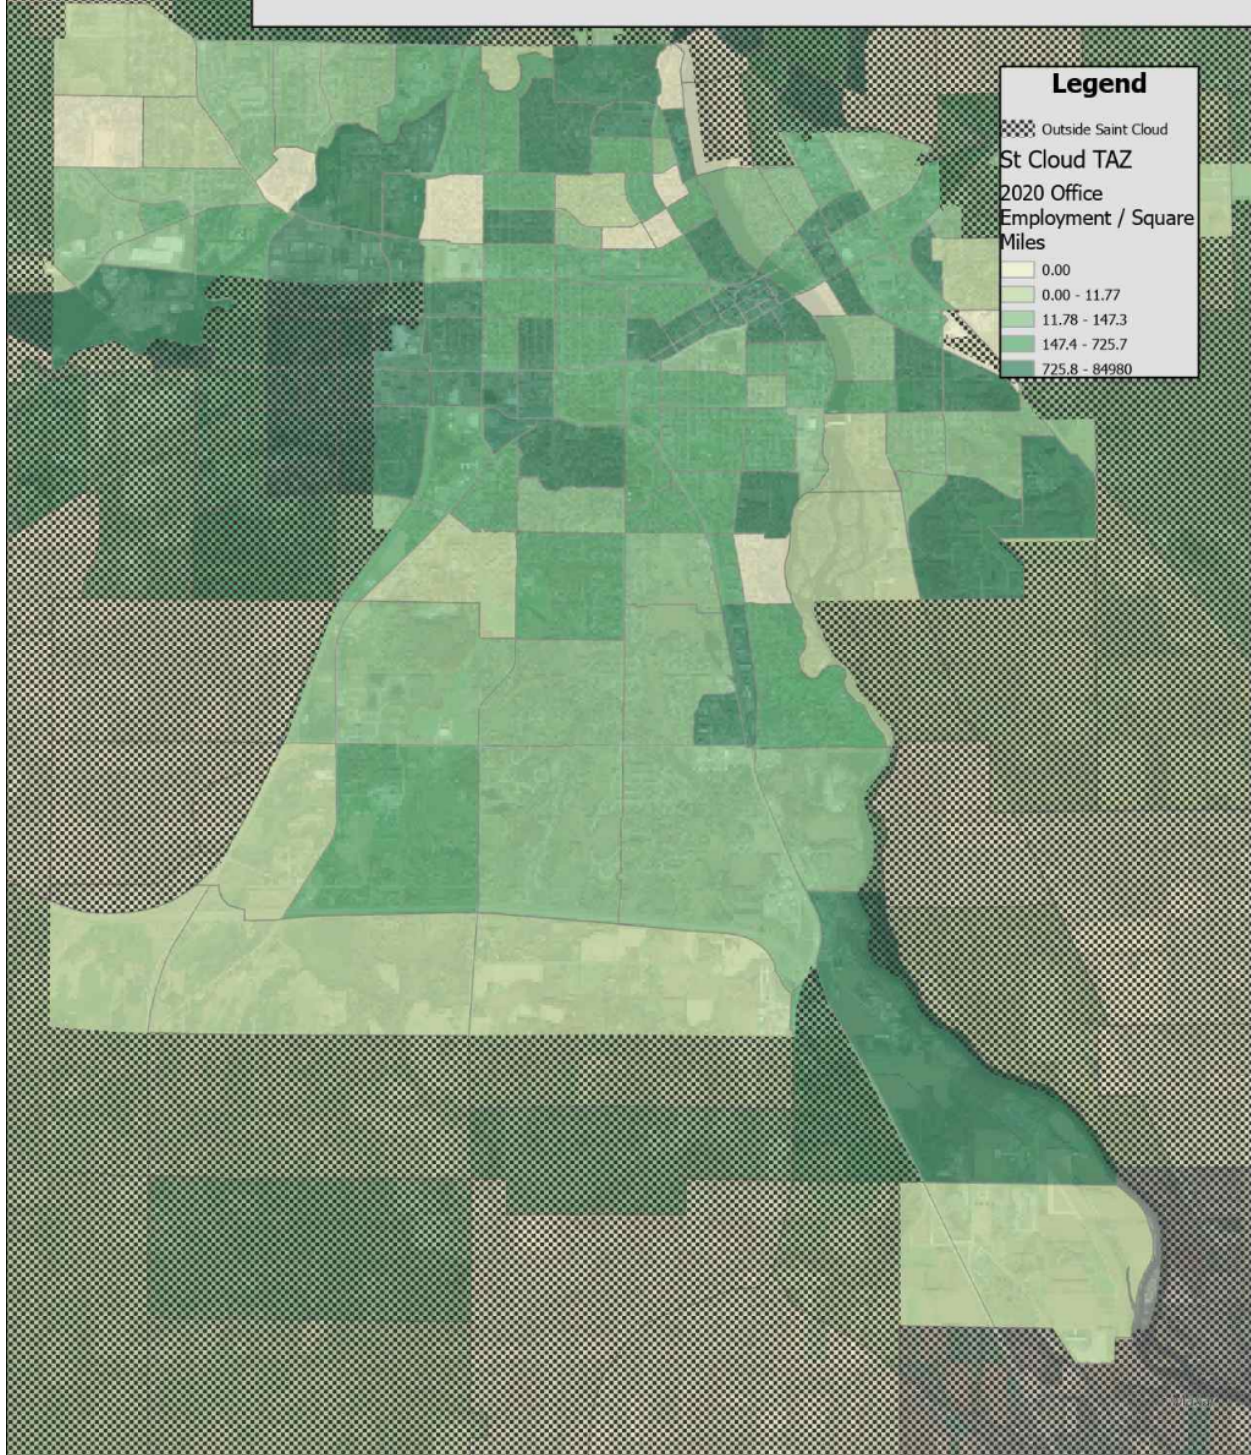 Legend
Outside Saint Cloud
St Cloud TAZ
2020 Office
Employment / Square
Miles
0.00
0.00 - 11.77
11.78 - 147.3
147.4 - 725.7
725.8 - 84980